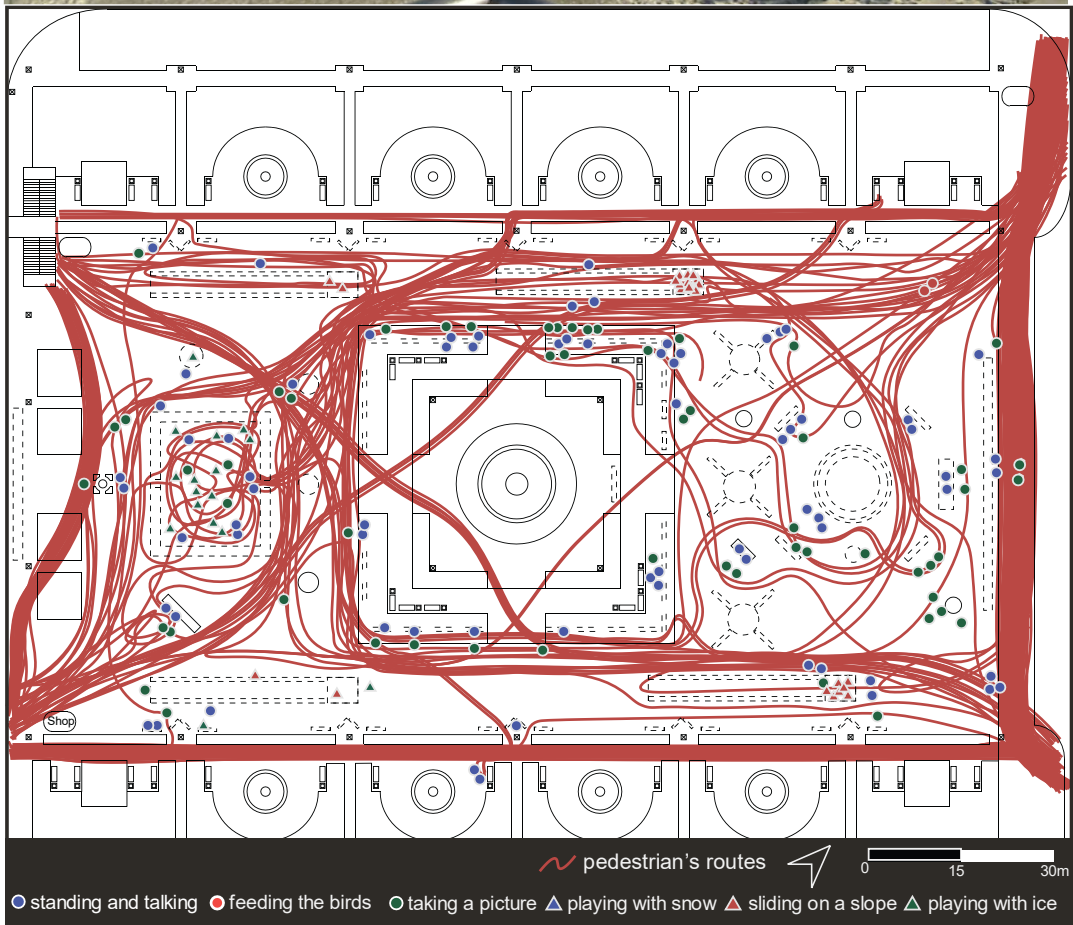 Shop
pedestrian's routes
0 15 30m
standing and talking feeding the birds taking a picture playing with snow sliding on a slope playing with ice